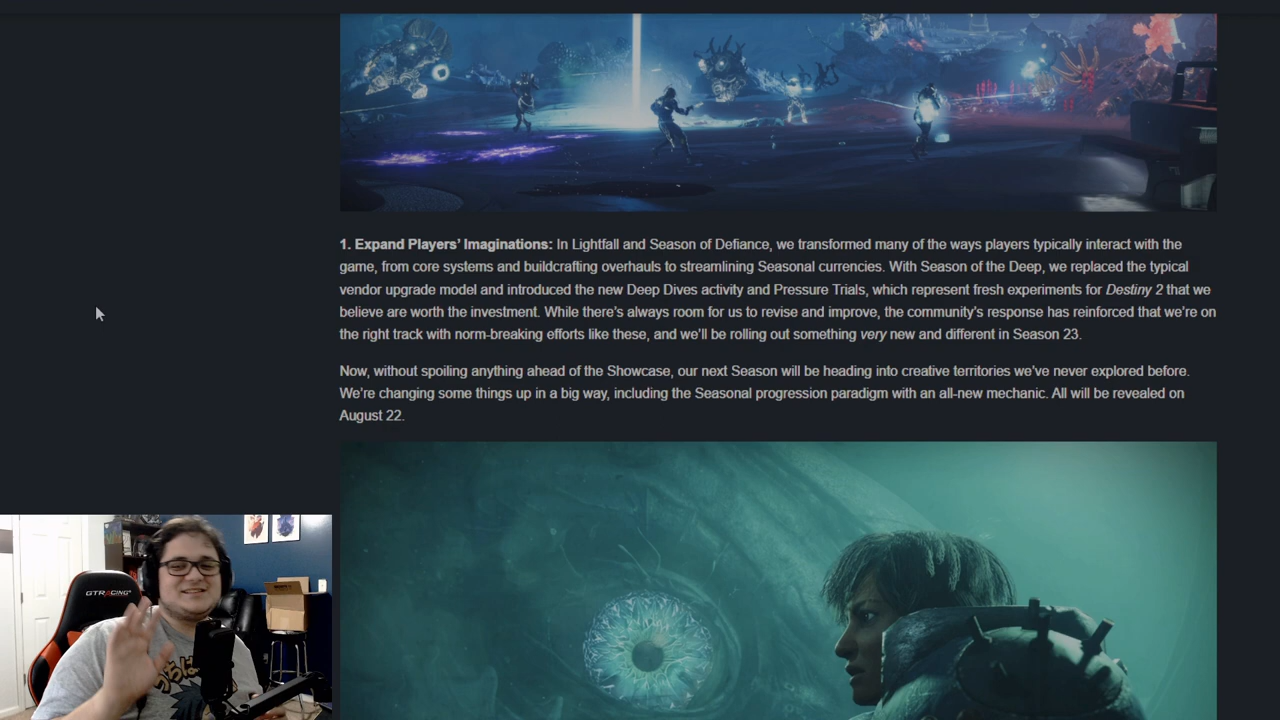 1. Expand Players’ Imaginations: In Lightfall and Season of Defiance, we transformed many of the ways players typically interact with the
game, from core systems and buildcrafting overhauls to streamlining Seasonal currencies. With Season of the Deep, we replaced the typical
vendor upgrade model and introduced the new Deep Dives activity and Pressure Trials, which represent fresh experiments for Destiny 2 that we
believe are worth the investment. While there’s always room for us to revise and improve, the community’s response has reinforced that we’re on
the right track with norm-breaking efforts like these, and we’ll be rolling out something very new and different in Season 23.
Now, without spoiling anything ahead of the Showcase, our next Season will be heading into creative territories we’ve never explored before.
We’re changing some things up in a big way, including the Seasonal progression paradigm with an all-new mechanic. All will be revealed on
August 22.
GTRACING